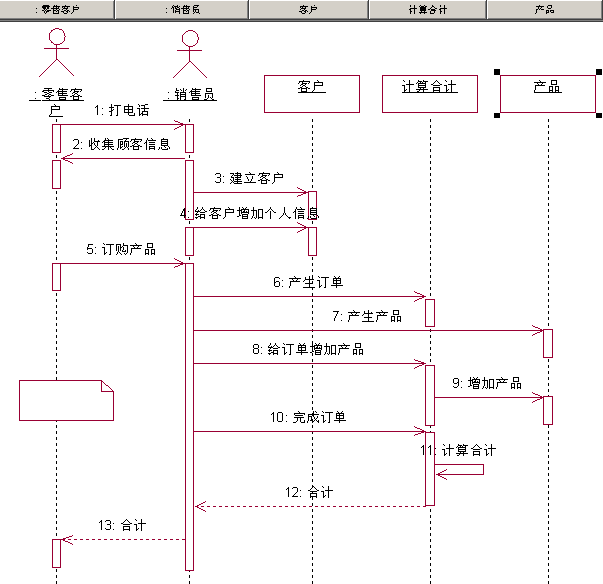 : 零售客户
: 销售员
客户
计算合计
产品
: 零售客
户
: 销售员
客户
计算合计
产品
1: 打电话
2: 收集顾客信息
3: 建立客户
4: 给客户增加个人信息
5: 订购产品
6: 产生订单
7: 产生产品
8: 给订单增加产品
9: 增加产品
10: 完成订单
11: 计算合计
12: 合计
13: 合计